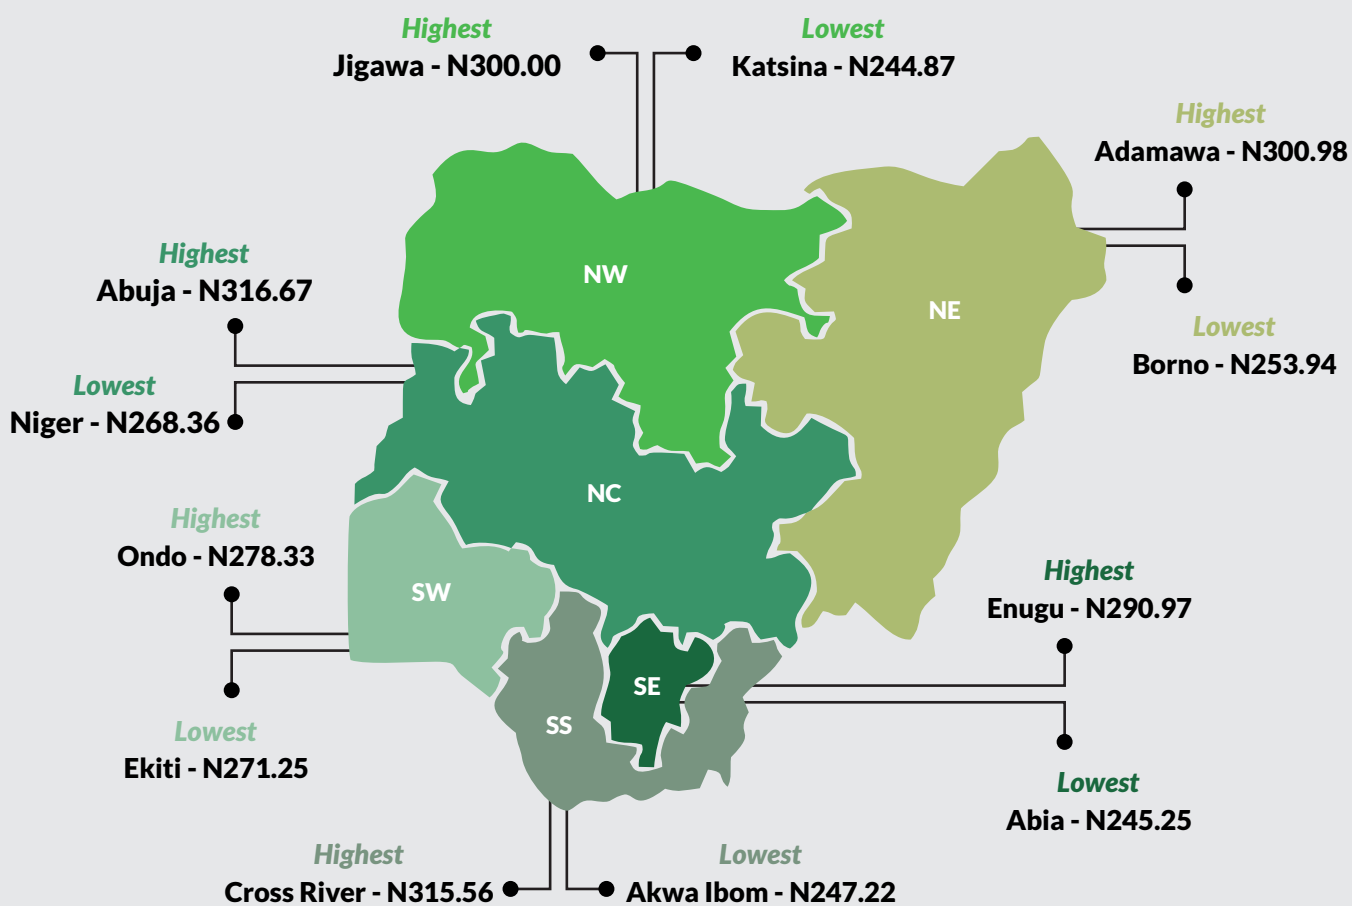 Highest
Jigawa - N300.00
Lowest
Katsina - N244.87
Highest
Adamawa - N300.98
Lowest
Borno - N253.94
Highest
Abuja - N316.67
Lowest
Niger - N268.36
NW
NE
NC
Highest
Ondo - N278.33
Lowest
Ekiti - N271.25
SW
SS
SE
Highest
Enugu - N290.97
Lowest
Abia - N245.25
Highest
Cross River - N315.56
Lowest
Akwa Ibom - N247.22